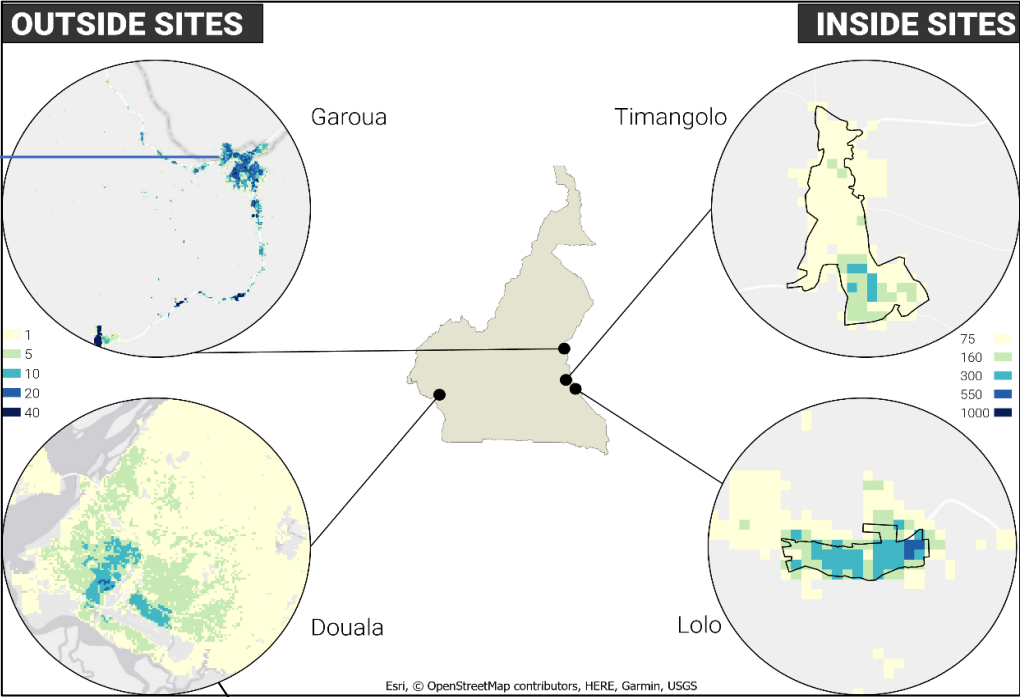 OUTSIDE SITES
INSIDE SITES
Garoua
Timangolo
1
5
10
20
40
75
160
300
550
1000
Douala
Lolo
Esri, © OpenStreetMap contributors, HERE, Garmin, USGS